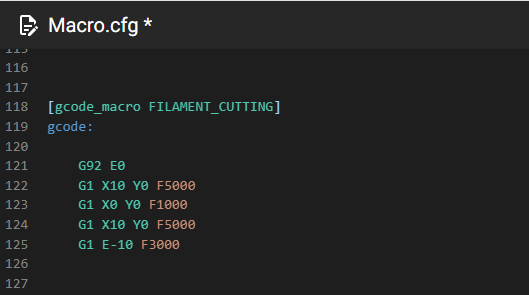 Macro.cfg *
115
116
117
118 [gcode_macro FILAMENT_CUTTING]
119 gcode:
120
121 G92 E0
122 G1 X10 Y0 F5000
123 G1 X0 Y0 F1000
124 G1 X10 Y0 F5000
125 G1 E-10 F3000
126
127